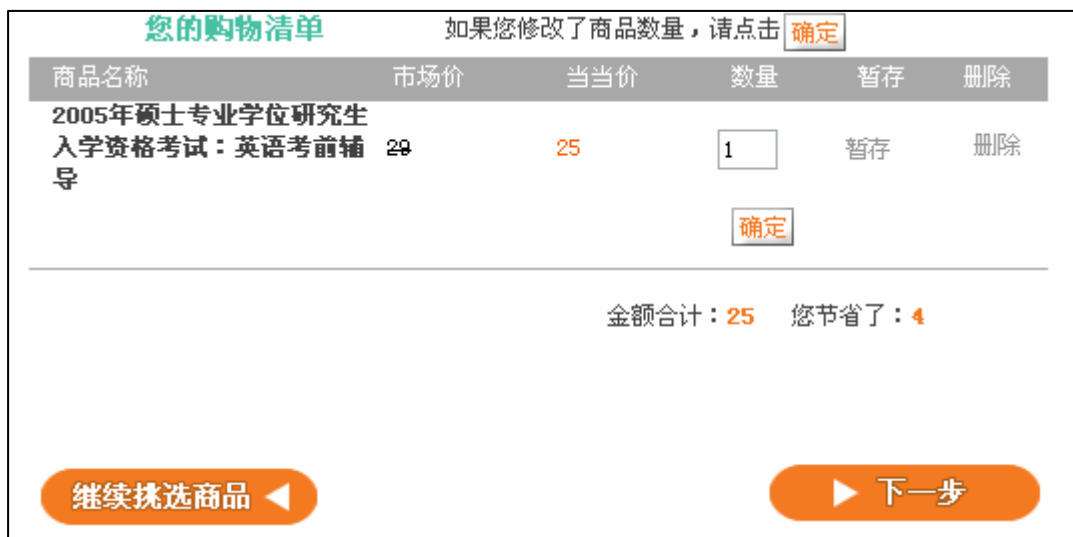 您的购物清单 如果您修改了商品数量,请点击 确定
商品名称 市场价 当当价 数量 暂存 删除
2005年硕士专业学位研究生
入学资格考试:英语考前辅 29 25 1 暂存 删除
导
确定
金额合计:25 您节省了:4
继续挑选商品 下一步